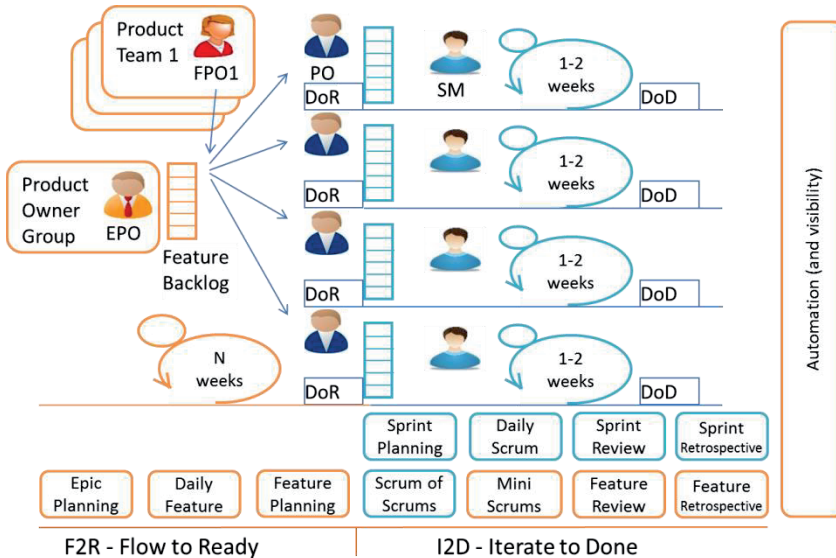 Product
Team 1
FPO1
PO
DoR
SM
1-2
weeks
DoD
DoR
1-2
weeks
DoD
Product
Owner
Group
EPO
Feature
Backlog
DoR
1-2
weeks
DoD
N
weeks
DoR
1-2
weeks
DoD
Automation (and visibility)
Sprint
Planning
Daily
Scrum
Sprint
Review
Sprint
Retrospective
Epic
Planning
Daily
Feature
Feature
Planning
Scrum of
Scrums
Mini
Scrums
Feature
Review
Feature
Retrospective
F2R - Flow to Ready
I2D - Iterate to Done